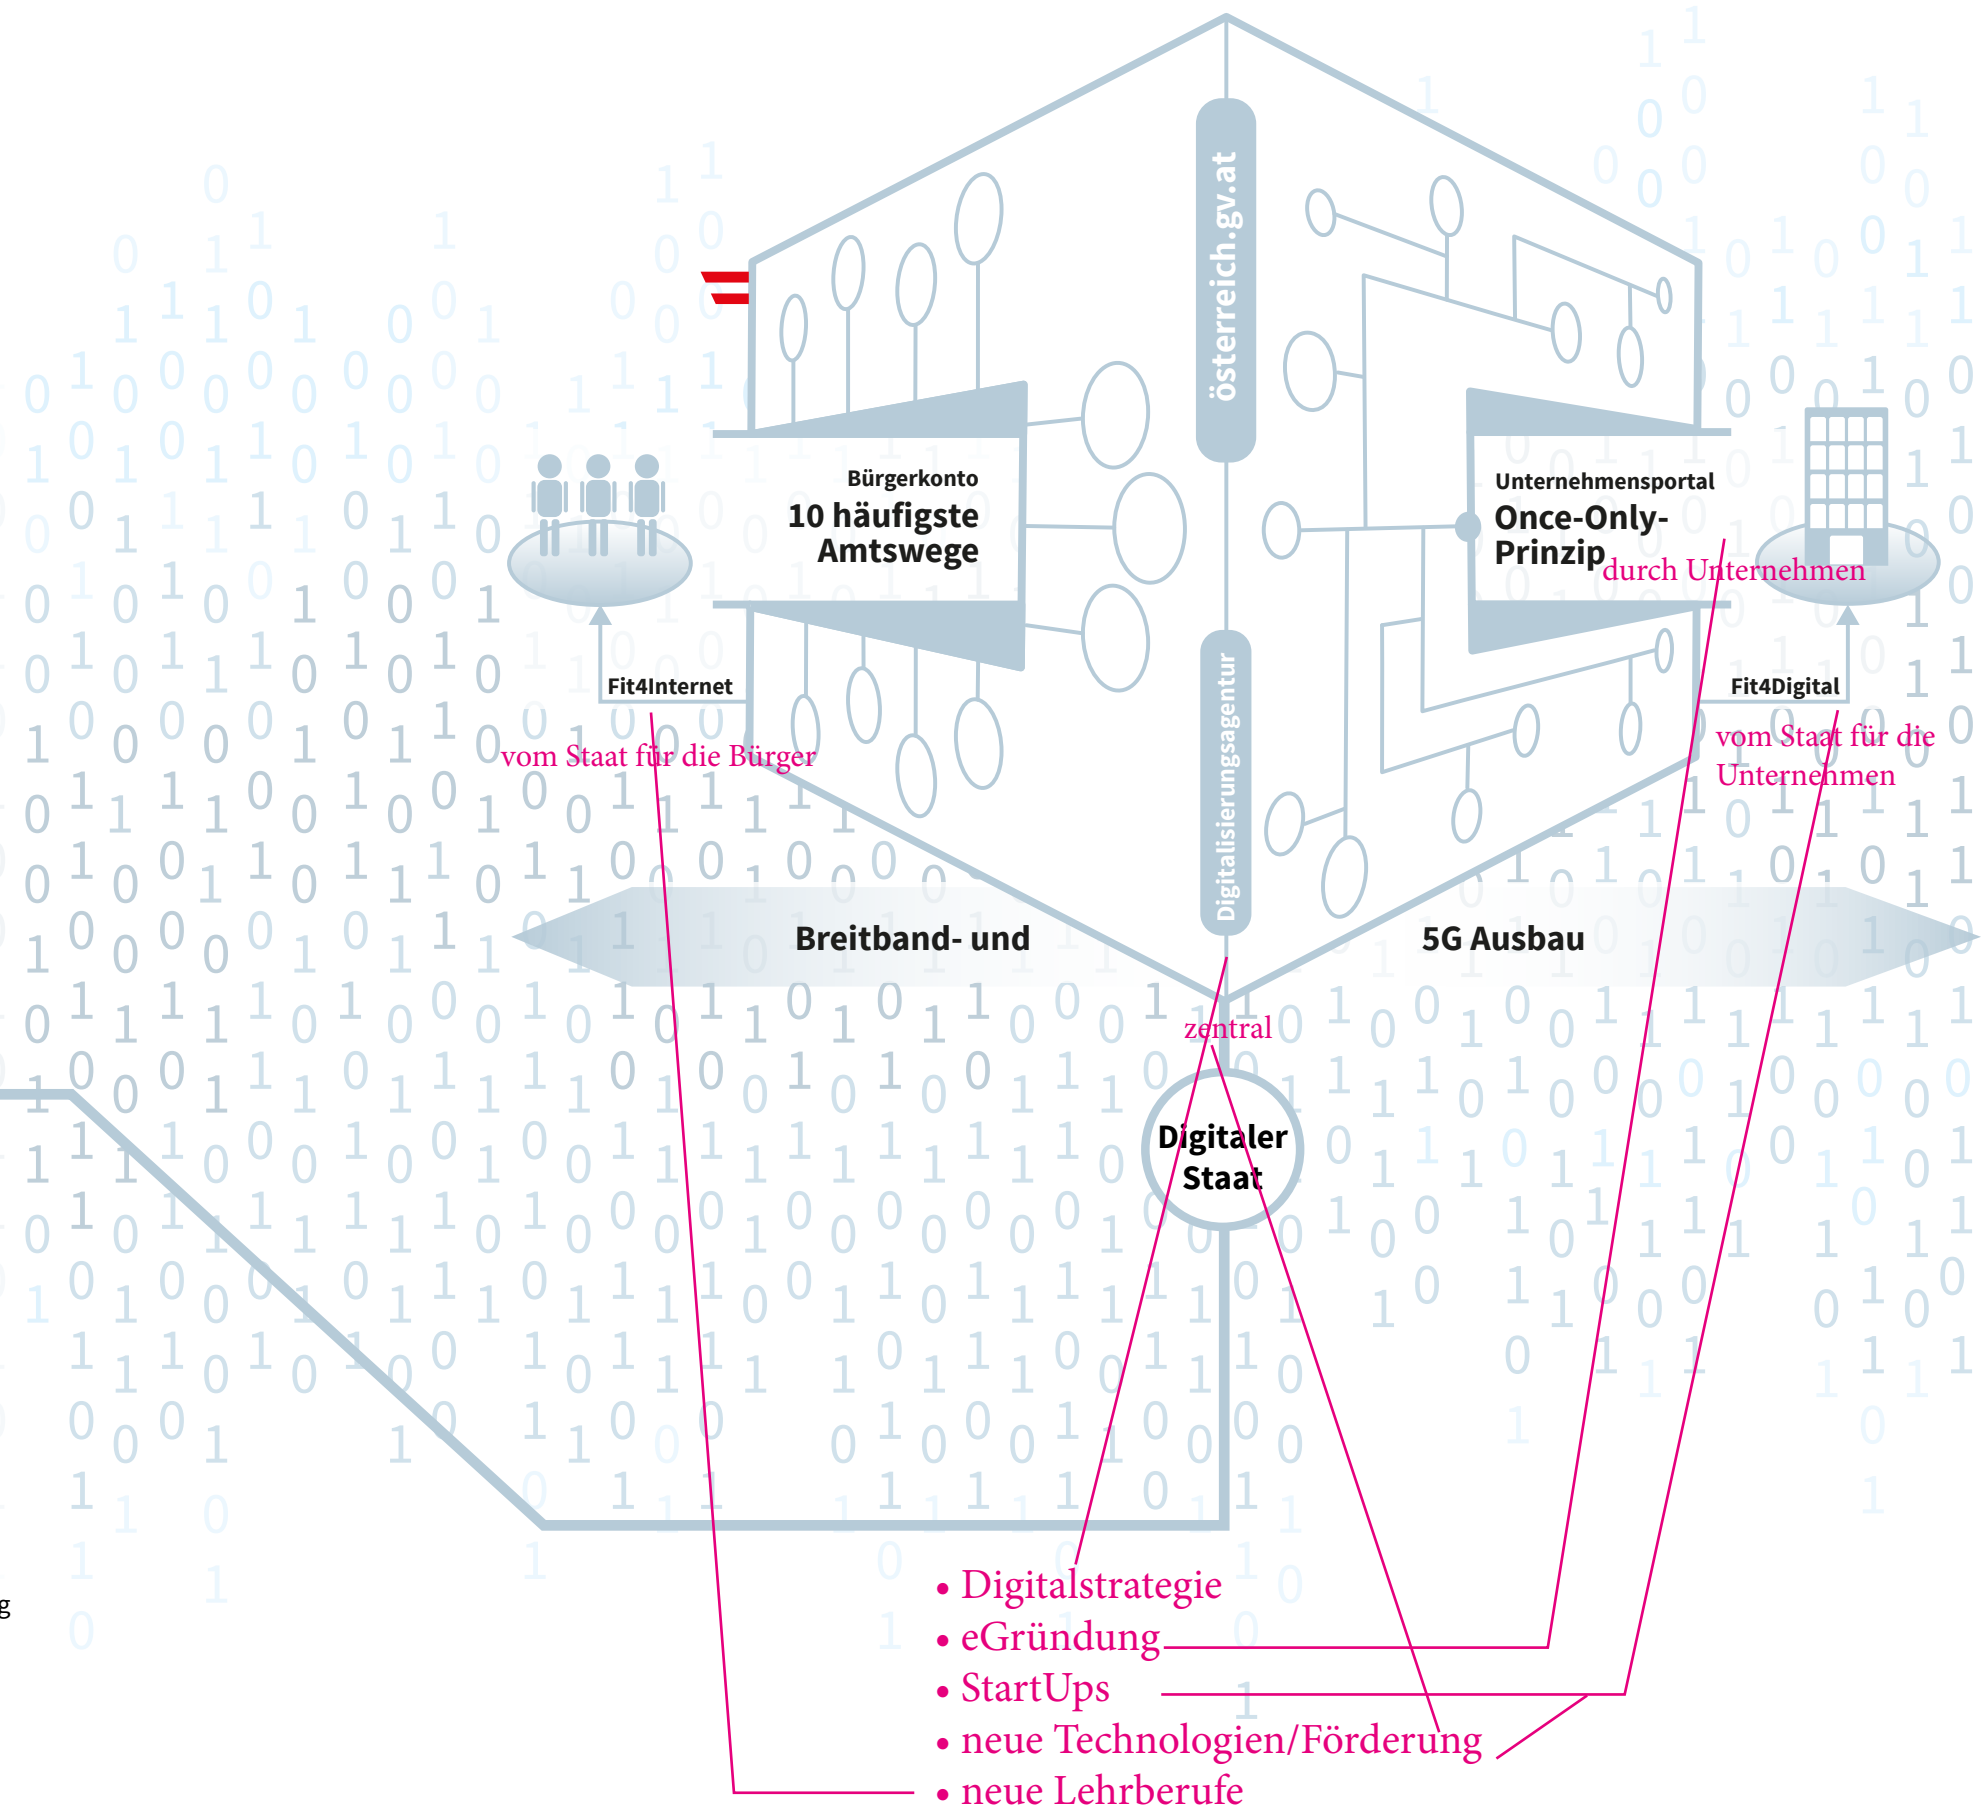 österreich.gv.at
Bürgerkonto
10 häufigste
Amtswege
Unternehmensportal
Once-Only-
Prinzip
durch Unternehmen
Fit4Internet
vom Staat für die Bürger
Digitalisierungsagentur
Fit4Digital
vom Staat für die
Unternehmen
Breitband- und
5G Ausbau
zentral
Digitaler
Staat
g
• Digitalstrategie
• eGründung
• StartUps
• neue Technologien/Förderung
• neue Lehrberufe